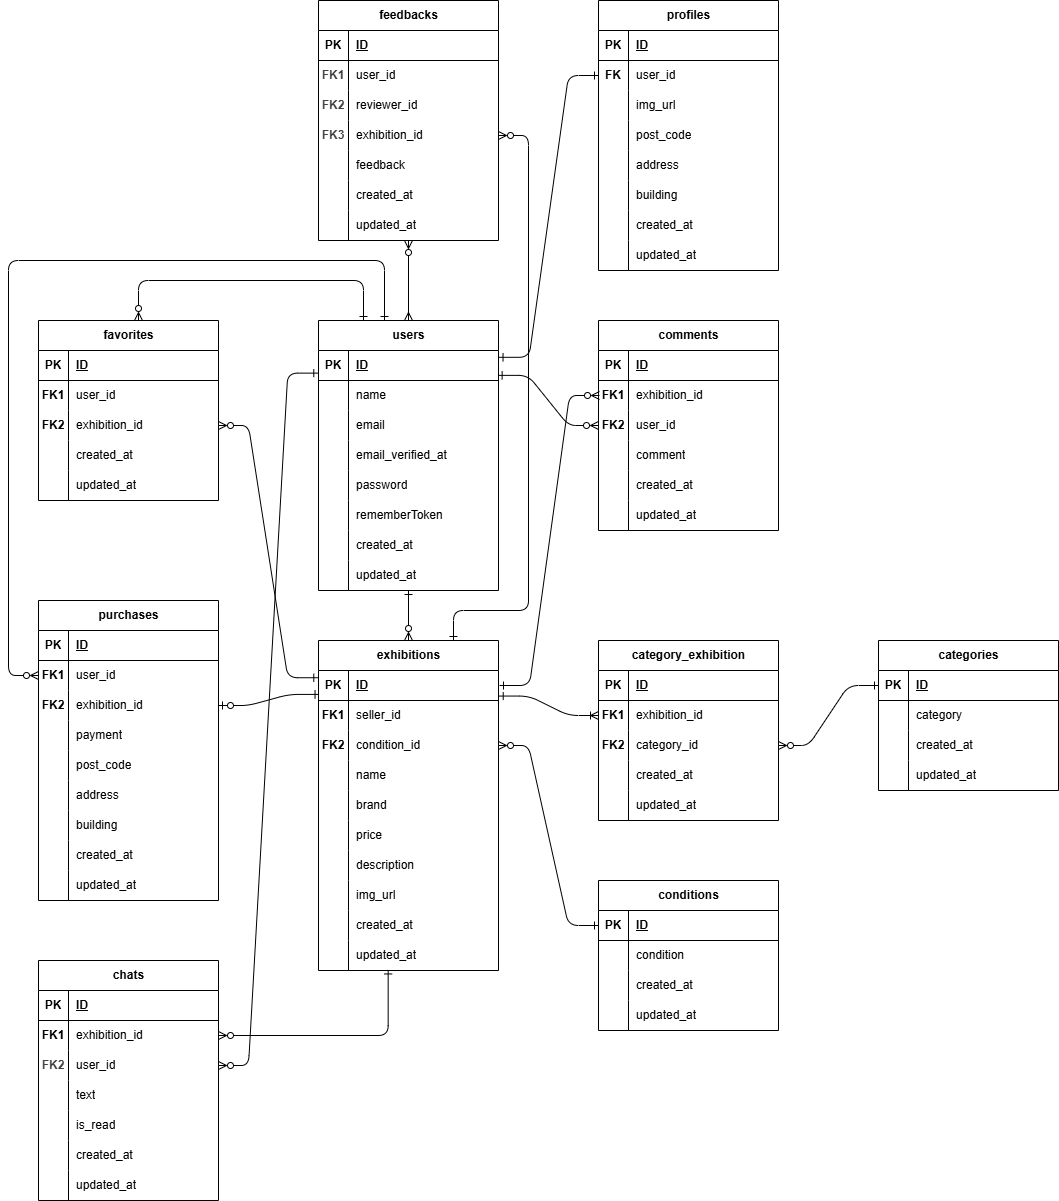 feedbacks
PK ID
FK1 user_id
FK2 reviewer_id
FK3 exhibition_id
feedback
created_at
updated_at
profiles
PK ID
FK user_id
img_url
post_code
address
building
created_at
updated_at
favorites
PK ID
FK1 user_id
FK2 exhibition_id
created_at
updated_at
users
PK ID
name
email
email_verified_at
password
rememberToken
created_at
updated_at
comments
PK ID
FK1 exhibition_id
FK2 user_id
comment
created_at
updated_at
purchases
PK ID
FK1 user_id
FK2 exhibition_id
payment
post_code
address
building
created_at
updated_at
exhibitions
PK ID
FK1 seller_id
FK2 condition_id
name
brand
price
description
img_url
created_at
updated_at
category_exhibition
PK ID
FK1 exhibition_id
FK2 category_id
created_at
updated_at
categories
PK ID
category
created_at
updated_at
conditions
PK ID
condition
created_at
updated_at
chats
PK ID
FK1 exhibition_id
FK2 user_id
text
is_read
created_at
updated_at